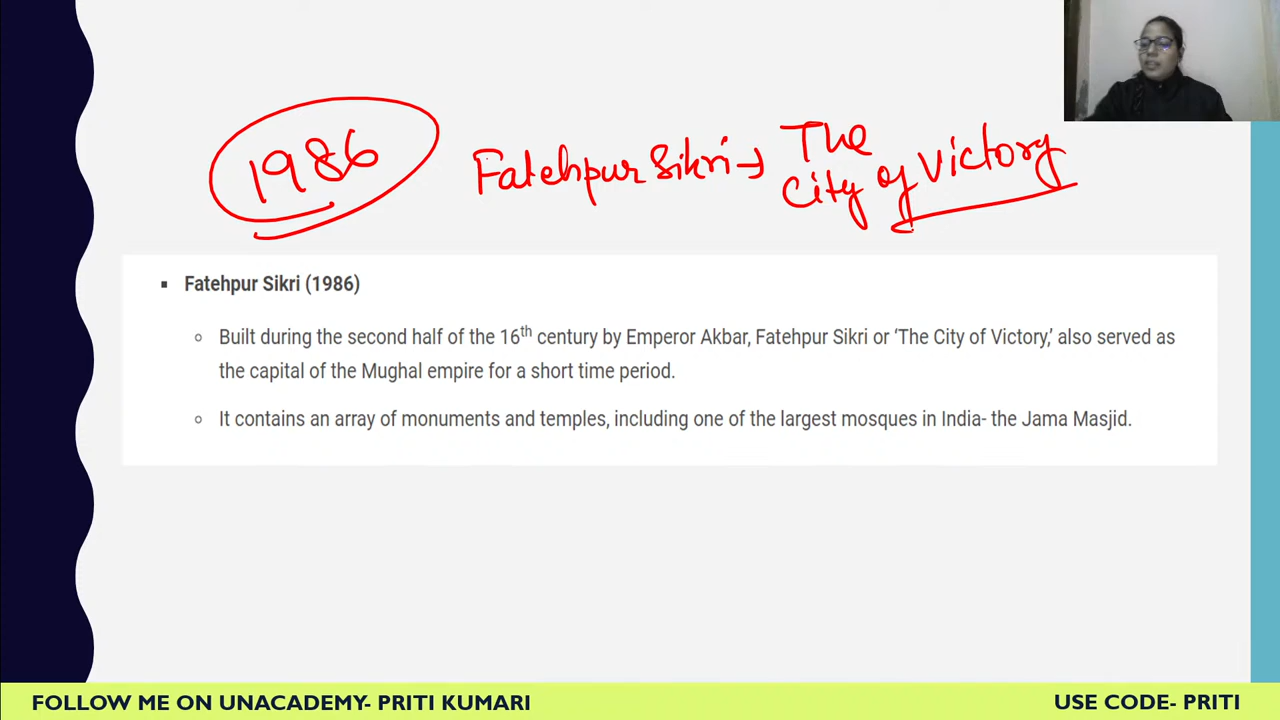 1986 Fatehpur Sikri → The
City of Victory
▪ Fatehpur Sikri (1986)
○ Built during the second half of the 16th century by Emperor Akbar, Fatehpur Sikri or ‘The City of Victory,’ also served as
the capital of the Mughal empire for a short time period.
○ It contains an array of monuments and temples, including one of the largest mosques in India- the Jama Masjid.
FOLLOW ME ON UNACADEMY- PRITI KUMARI
USE CODE- PRITI